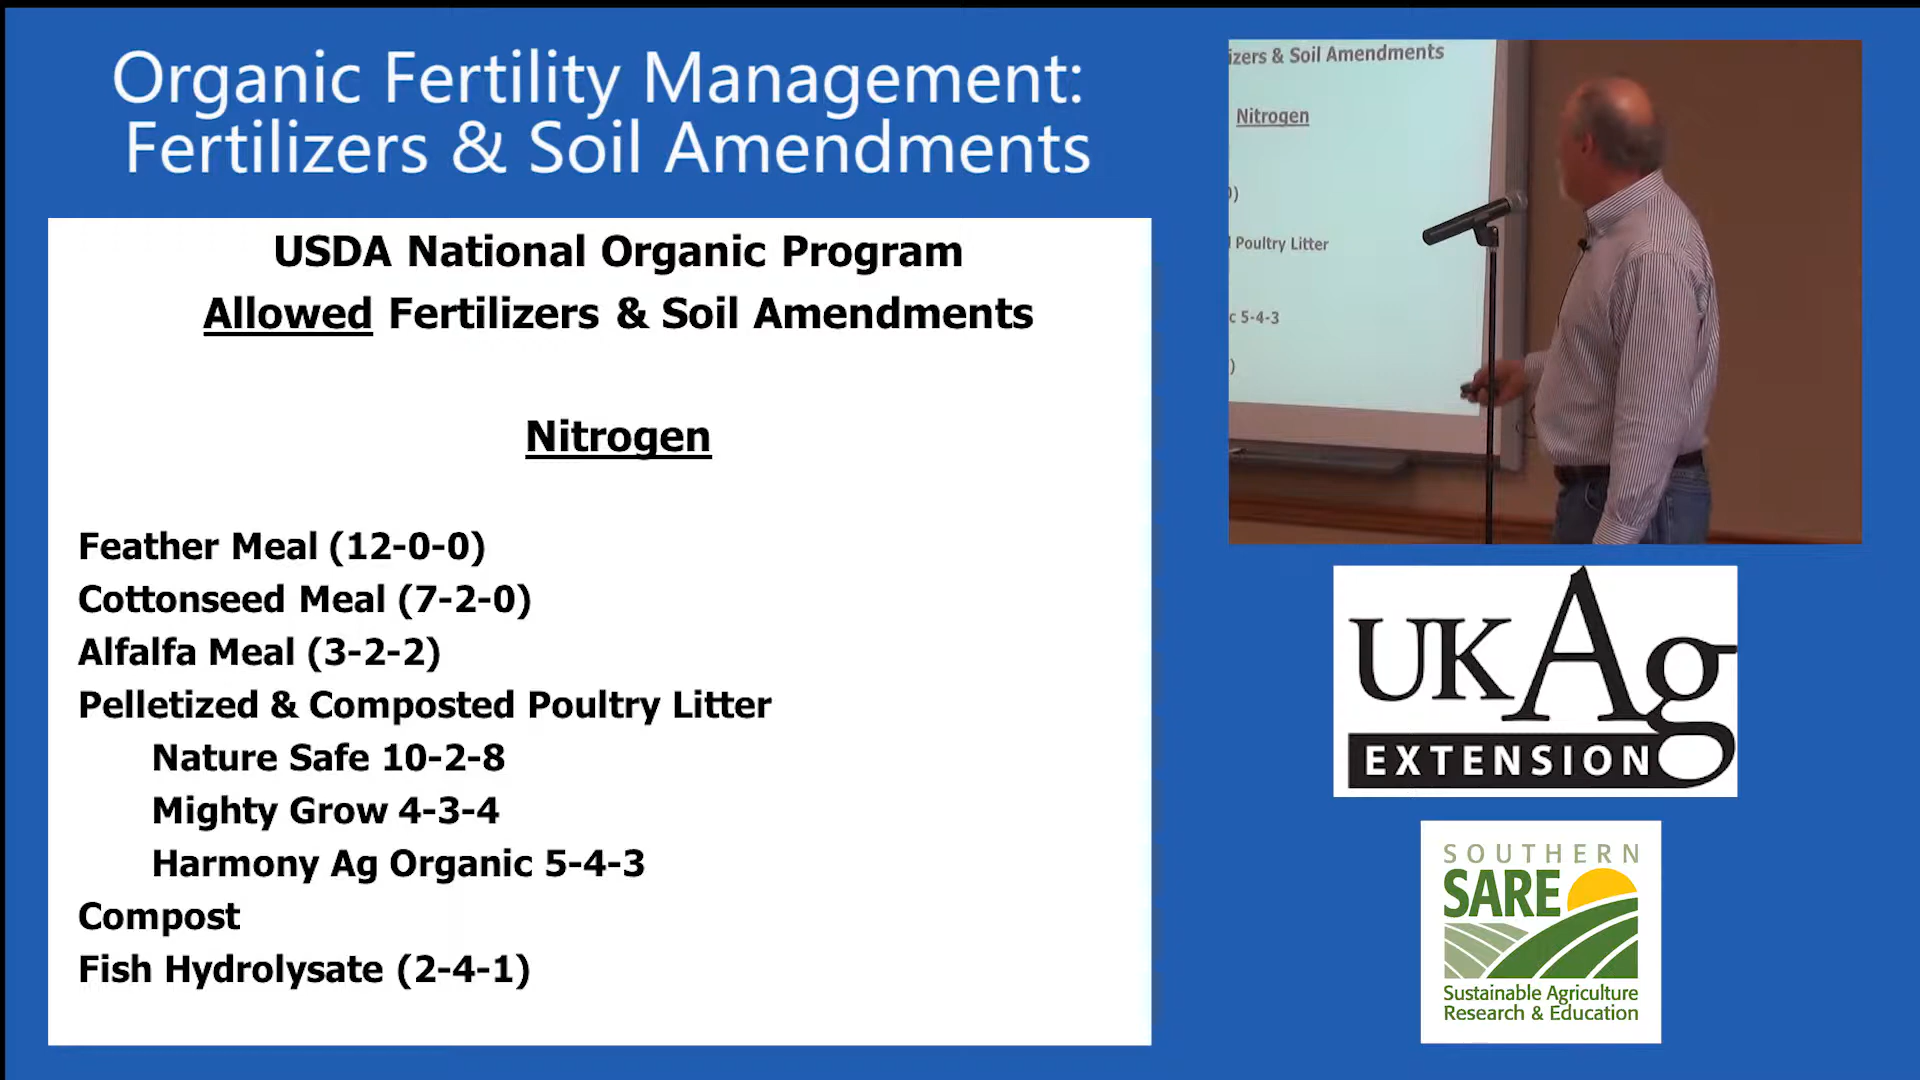 Organic Fertility Management:
Fertilizers & Soil Amendments
USDA National Organic Program
Allowed Fertilizers & Soil Amendments
Nitrogen
Feather Meal (12-0-0)
Cottonseed Meal (7-2-0)
Alfalfa Meal (3-2-2)
Pelletized & Composted Poultry Litter
Nature Safe 10-2-8
Mighty Grow 4-3-4
Harmony Ag Organic 5-4-3
Compost
Fish Hydrolysate (2-4-1)
izers & Soil Amendments
Nitrogen
)
Poultry Litter
c 5-4-3
)
UKAg
EXTENSION
SOUTHERN
SARE
Sustainable Agriculture
Research & Education